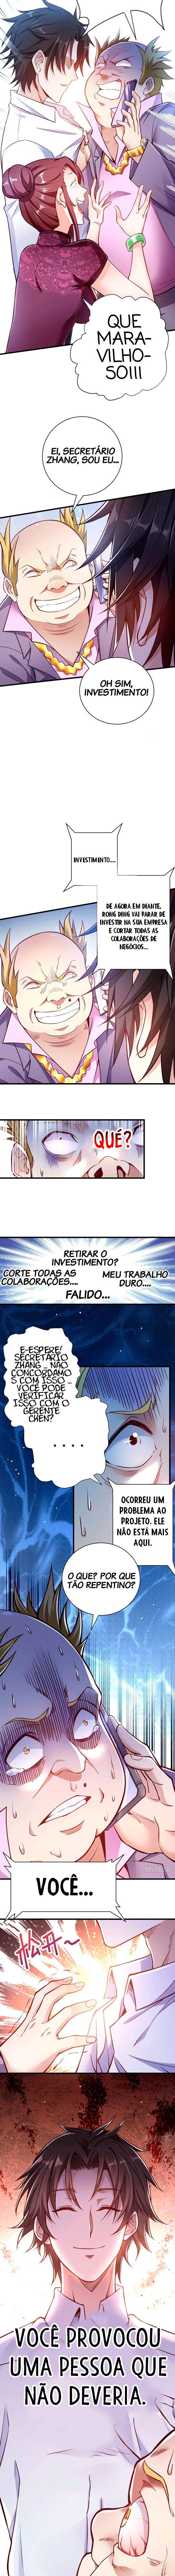 QUE
MARA-
VILHO-
SO!!!
EI, SECRETÁRIO
ZHANG, SOU EU...
OH SIM,
INVESTIMENTO!
INVESTIMENTO....
DE AGORA EM DIANTE,
RONG DING VAI PARAR DE
INVESTIR NA SUA EMPRESA
E CORTAR TODAS AS
COLABORAÇÕES DE
NEGÓCIOS...
QUÉ?
RETIRAR O
INVESTIMENTO?
CORTE TODAS AS
COLABORAÇÕES....
MEU TRABALHO
DURO....
FALIDO...
E-ESPERE!
SECRETÁRIO
ZHANG... NÃO
CONCORDAMO
S COM ISSO -
VOCÊ PODE
VERIFICAR
ISSO COM O
GERENTE
CHEN?
....
OCORREU UM
PROBLEMA AO
PROJETO. ELE
NÃO ESTÁ MAIS
AQUI.
O QUE? POR QUE
TÃO REPENTINO?
VOCÊ...
VOCÊ PROVOCOU
UMA PESSOA QUE
NÃO DEVERIA.